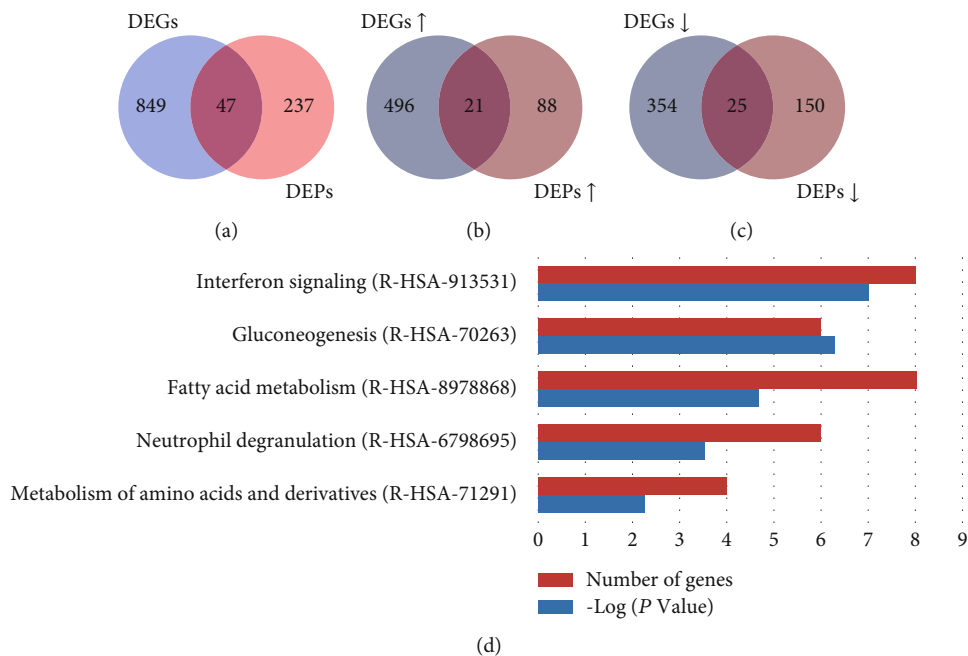 DEGs
849
47
237
DEPs
(a)
DEGs ↑
496
21
88
DEPs ↑
(b)
DEGs ↓
354
25
150
DEPs ↓
(c)
Interferon signaling (R-HSA-913531)
Gluconeogenesis (R-HSA-70263)
Fatty acid metabolism (R-HSA-8978868)
Neutrophil degranulation (R-HSA-6798695)
Metabolism of amino acids and derivatives (R-HSA-71291)
0 1 2 3 4 5 6 7 8 9
Number of genes
-Log (P Value)
(d)